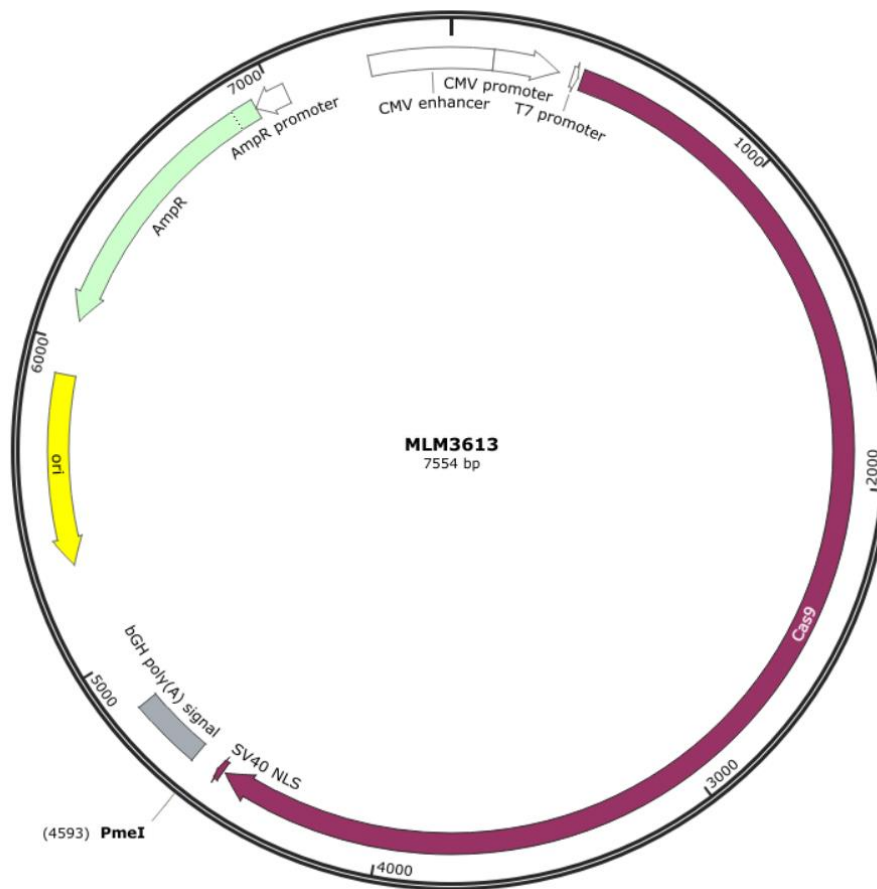 7000
CMV promoter
CMV enhancer
T7 promoter
AmpR promoter
1000
AmpR
6000
MLM3613
7554 bp
ori
2000
Cas9
bGH poly(A) signal
5000
SV40 NLS
3000
(4593) PmeI
4000